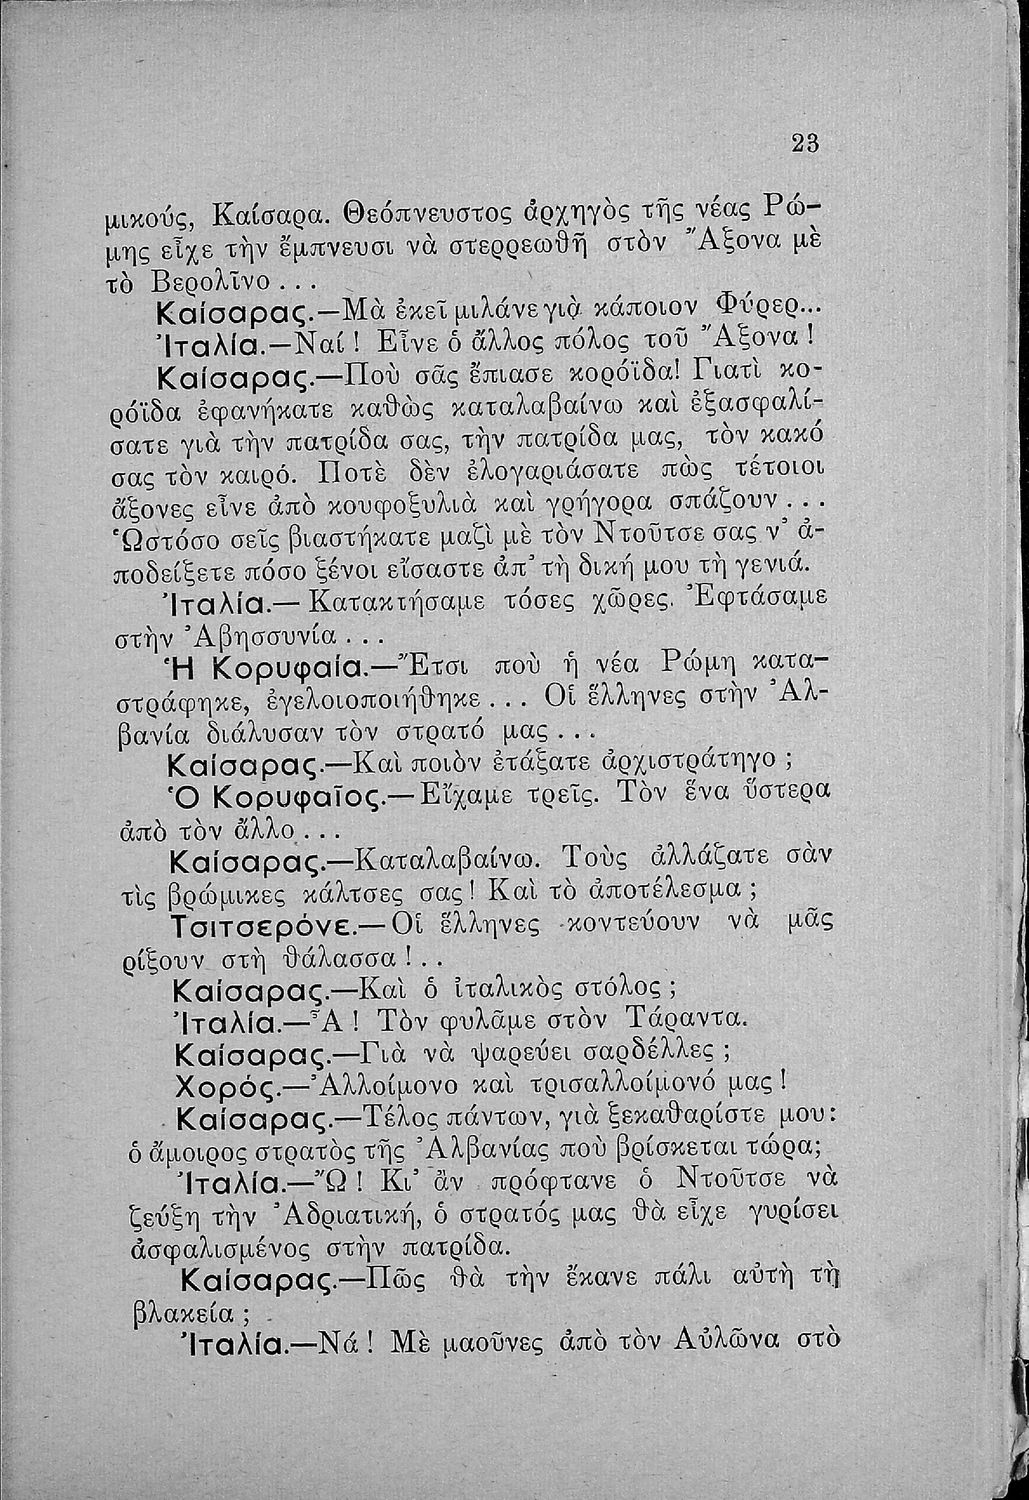 23
μικούς, Καίσαρα. Θεόπνευστος ἀρχηγὸς τῆς νέας Ρώ-
μης εἶχε τὴν ἔμπνευσι νὰ στερρεωθῆ στὸν Ἄξονα μὲ
τὸ Βερολῖνο...
Καίσαρας.—Μὰ ἐκεῖ μιλάνε γιὰ κάποιον Φύρερ...
Ἰταλία.—Ναί! Εἶνε ὁ ἄλλος πόλος τοῦ Ἄξονα!
Καίσαρας.—Ποὺ σᾶς ἔπιασε κορόϊδα! Γιατὶ κο-
ρόϊδα ἐφανήκατε καθὼς καταλαβαίνω καὶ ἐξασφαλί-
σατε γιὰ τὴν πατρίδα σας, τὴν πατρίδα μας, τὸν κακό
σας τὸν καιρό. Ποτὲ δὲν ἐλογαριάσατε πὼς τέτοιοι
ἄξονες εἶνε ἀπὸ κουφοξυλιὰ καὶ γρήγορα σπάζουν...
Ὡστόσο σεῖς βιαστήκατε μαζὶ μὲ τὸν Ντοῦτσε σας ν' ἀ-
ποδείξετε πόσο ξένοι εἴσαστε ἀπ' τὴ δική μου τὴ γενιά.
Ἰταλία.— Κατακτήσαμε τόσες χῶρες. Ἐφτάσαμε
στὴν Ἀβησσυνία...
Ἡ Κορυφαία.—Ἔτσι ποὺ ἡ νέα Ρώμη κατα-
στράφηκε, ἐγελοιοποιήθηκε... Οἱ ἕλληνες στὴν Ἀλ-
βανία διάλυσαν τὸν στρατό μας...
Καίσαρας.—Καὶ ποιὸν ἐτάξατε ἀρχιστράτηγο;
Ὁ Κορυφαῖος.—Εἴχαμε τρεῖς. Τὸν ἕνα ὕστερα
ἀπὸ τὸν ἄλλο...
Καίσαρας.—Καταλαβαίνω. Τοὺς ἀλλάζατε σὰν
τὶς βρώμικες κάλτσες σας! Καὶ τὸ ἀποτέλεσμα;
Τσιτσερόνε.—Οἱ ἕλληνες κοντεύουν νὰ μᾶς
ρίξουν στὴ θάλασσα!..
Καίσαρας.—Καὶ ὁ ἰταλικὸς στόλος;
Ἰταλία.—Ἆ! Τὸν φυλᾶμε στὸν Τάραντα.
Καίσαρας.—Γιὰ νὰ ψαρεύει σαρδέλλες;
Χορός.—Ἀλλοίμονο καὶ τρισαλλοίμονό μας!
Καίσαρας.—Τέλος πάντων, γιὰ ξεκαθαρίστε μου:
ὁ ἄμοιρος στρατὸς τῆς Ἀλβανίας ποὺ βρίσκεται τώρα;
Ἰταλία.—Ὢ! Κι' ἂν πρόφτανε ὁ Ντοῦτσε νὰ
ζεύξη τὴν Ἀδριατική, ὁ στρατός μας θὰ εἶχε γυρίσει
ἀσφαλισμένος στὴν πατρίδα.
Καίσαρας.—Πῶς θὰ τὴν ἔκανε πάλι αὐτὴ τὴ
βλακεία;
Ἰταλία.—Νά! Μὲ μαοῦνες ἀπὸ τὸν Αὐλῶνα στὸ